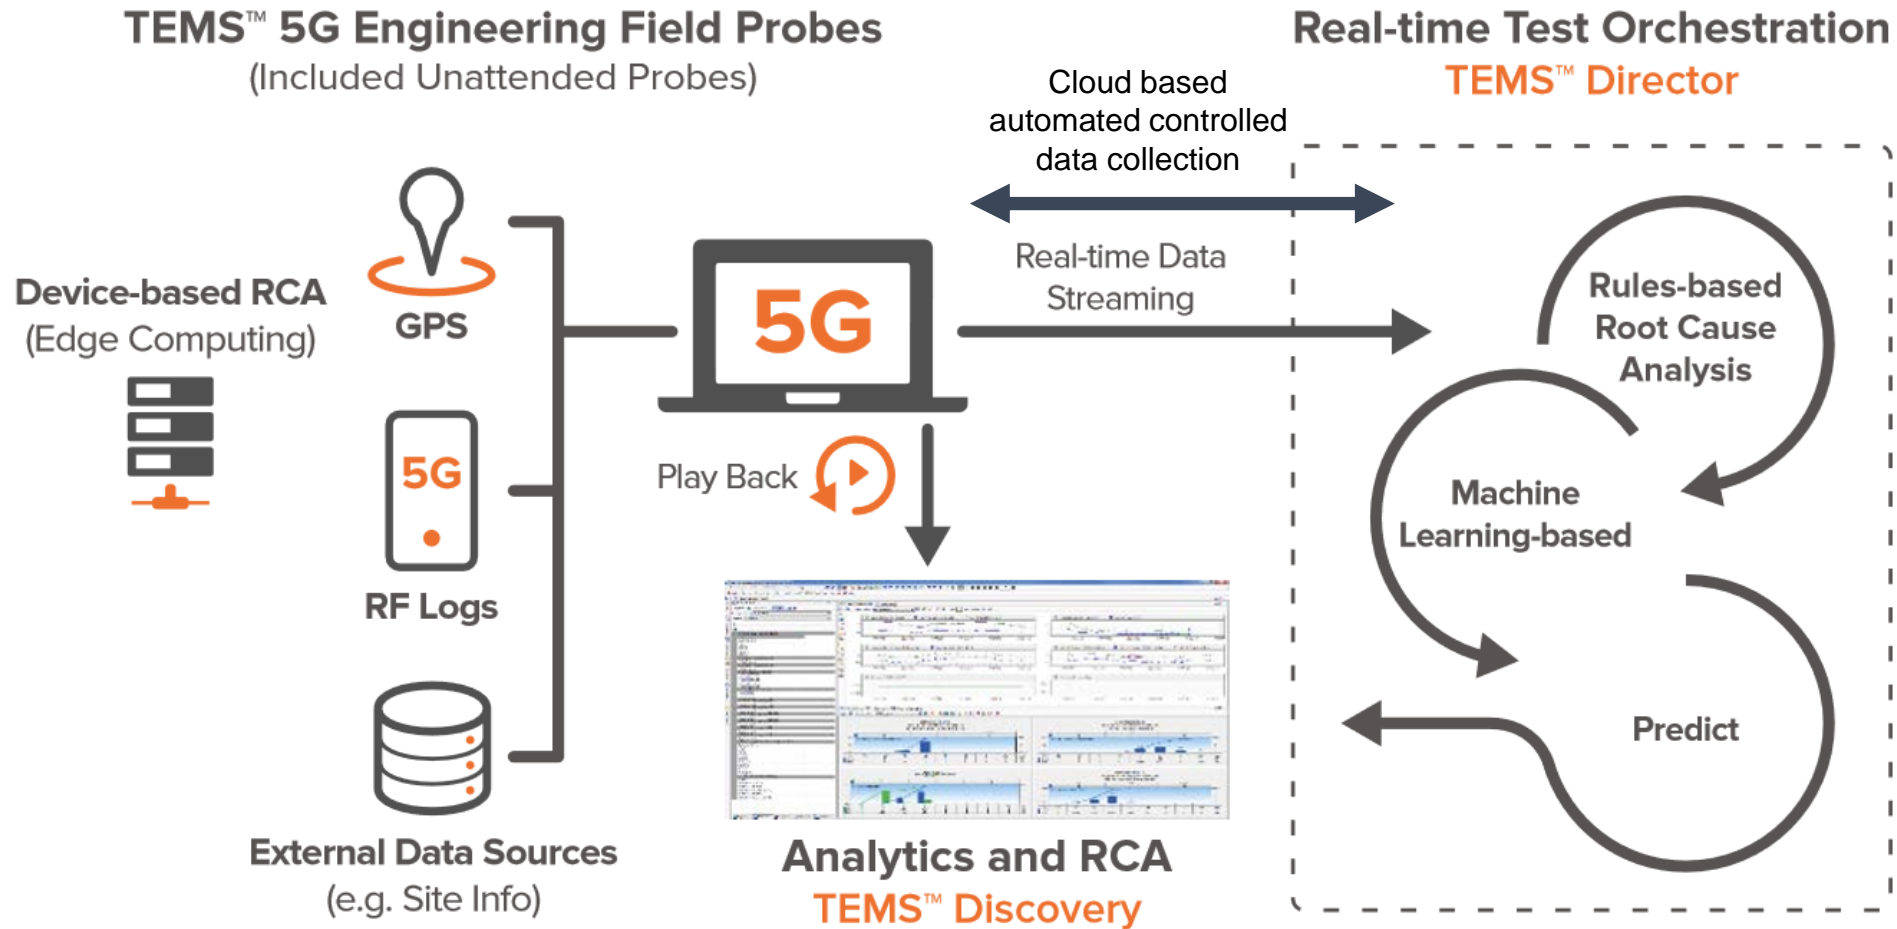 TEMS™ 5G Engineering Field Probes
(Included Unattended Probes)
Real-time Test Orchestration
TEMS™ Director
Cloud based
automated controlled
data collection
Device-based RCA
(Edge Computing)
GPS
5G
RF Logs
External Data Sources
(e.g. Site Info)
5G
Real-time Data
Streaming
Play Back
Analytics and RCA
TEMS™ Discovery
Rules-based
Root Cause
Analysis
Machine
Learning-based
Predict